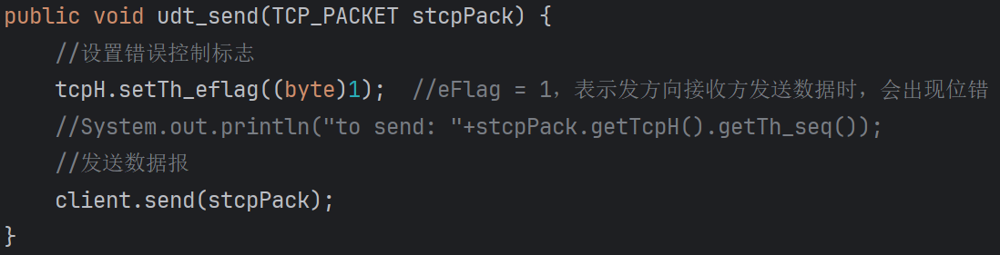 public void udt_send(TCP_PACKET stcpPack) {
//设置错误控制标志
tcpH.setTh_eflag((byte)1);  //eFlag = 1，表示发方向接收方发送数据时，会出现位错
//System.out.println("to send: "+stcpPack.getTcpH().getTh_seq());
//发送数据报
client.send(stcpPack);
}